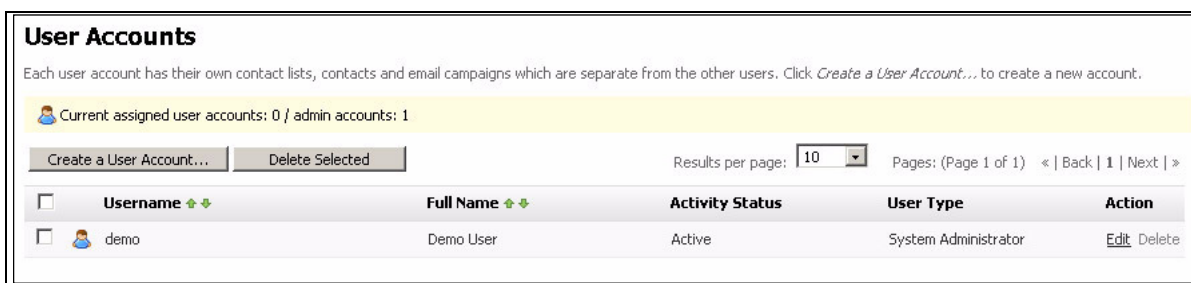 User Accounts
Each user account has their own contact lists, contacts and email campaigns which are separate from the other users. Click Create a User Account... to create a new account.
Current assigned user accounts: 0 / admin accounts: 1
Create a User Account... Delete Selected Results per page: 10 Pages: (Page 1 of 1) « | Back | 1 | Next | »
Username Full Name Activity Status User Type Action
demo Demo User Active System Administrator Edit Delete